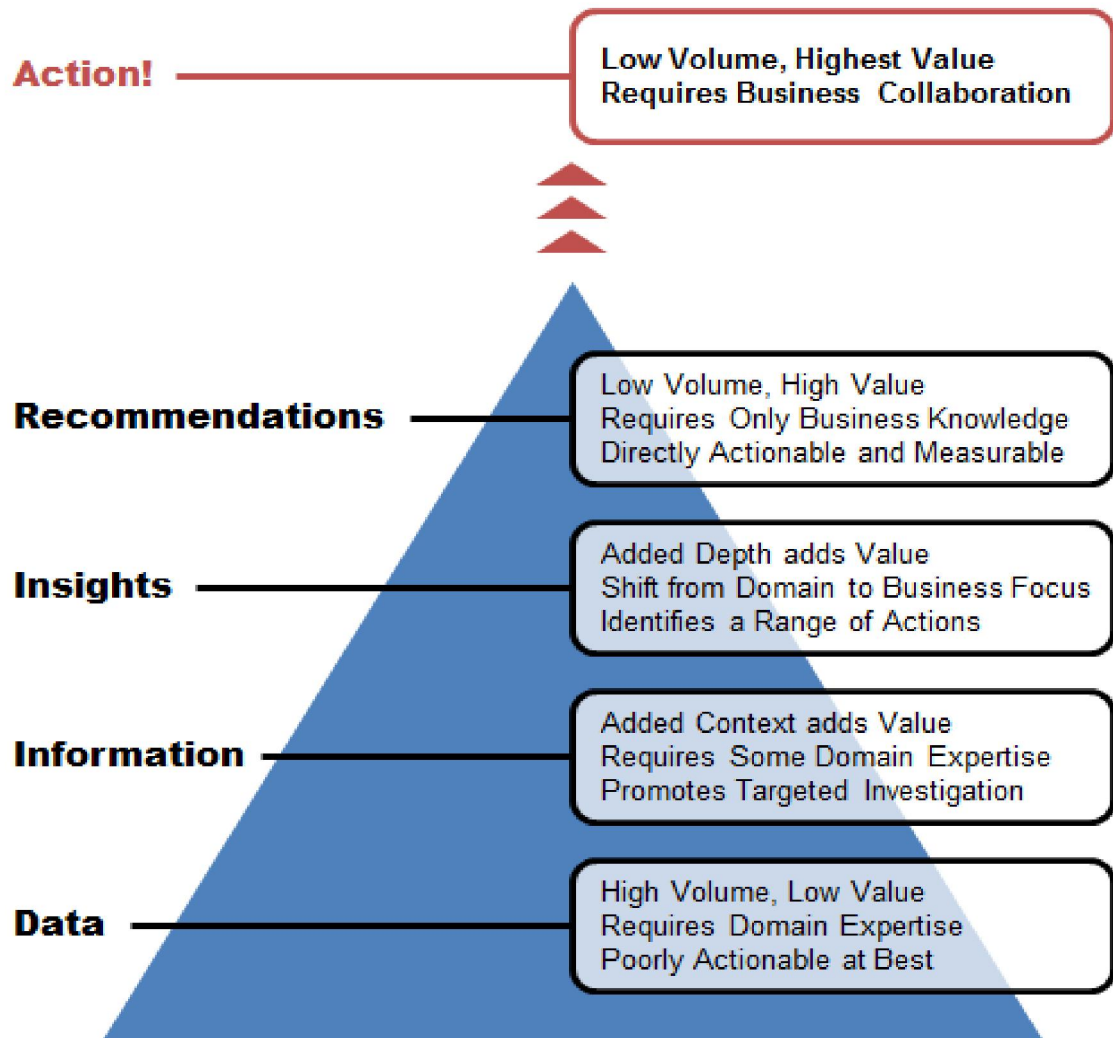 Action!
Low Volume, Highest Value
Requires Business Collaboration
Recommendations
Low Volume, High Value
Requires Only Business Knowledge
Directly Actionable and Measurable
Insights
Added Depth adds Value
Shift from Domain to Business Focus
Identifies a Range of Actions
Information
Added Context adds Value
Requires Some Domain Expertise
Promotes Targeted Investigation
Data
High Volume, Low Value
Requires Domain Expertise
Poorly Actionable at Best